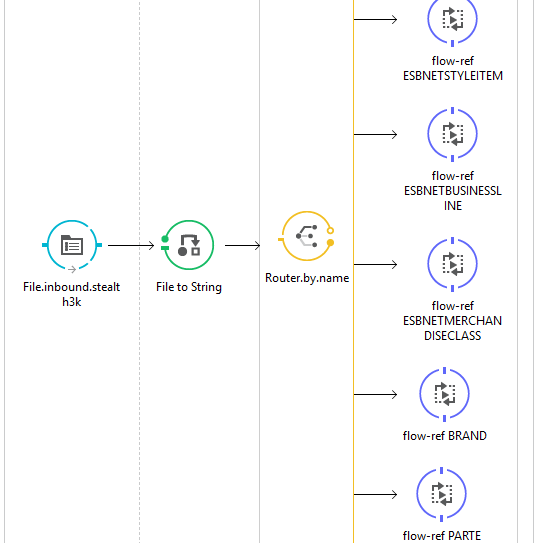 flow-ref
ESBNETSTYLEITEM
flow-ref
ESBNETBUSINESSL
INE
File.inbound.stealt
h3k
File to String
Router.by.name
flow-ref
ESBNETMERCHAN
DISECLASS
flow-ref BRAND
flow-ref PARTE